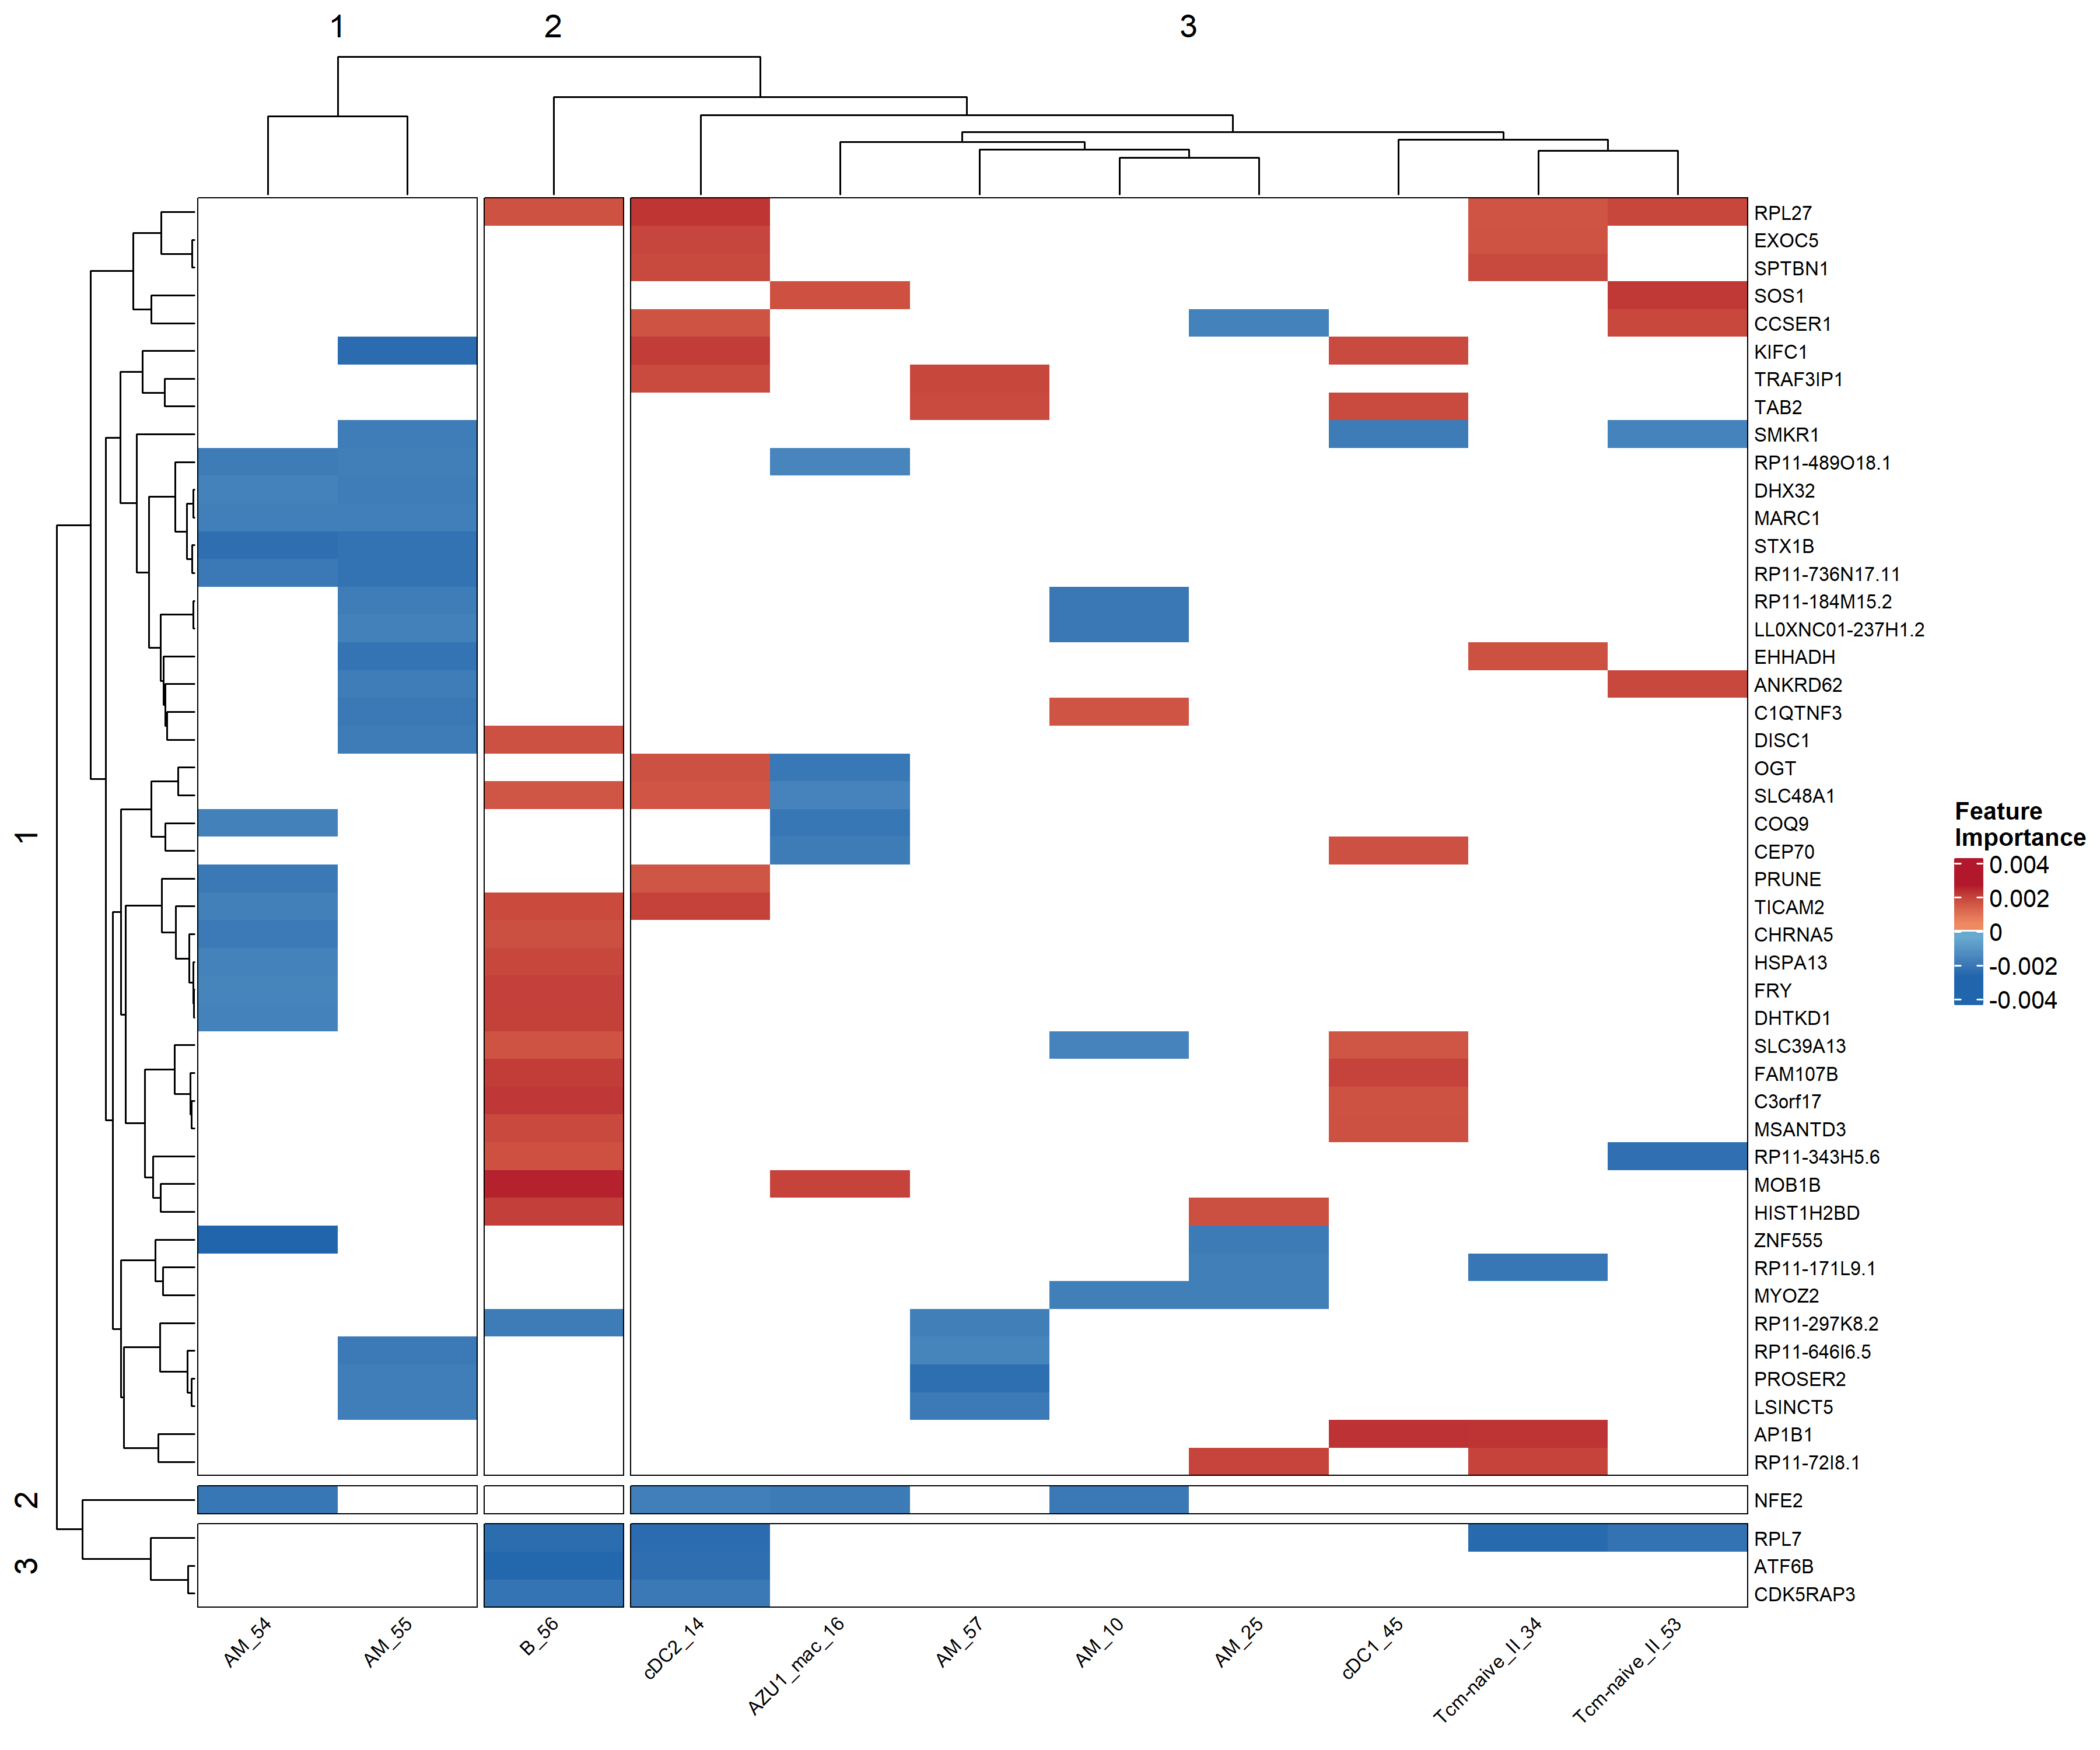 1
2
3
RPL27
EXOC5
SPTBN1
SOS1
CCSER1
KIFC1
TRAF3IP1
TAB2
SMKR1
RP11-489O18.1
DHX32
MARC1
STX1B
RP11-736N17.11
RP11-184M15.2
LL0XNC01-237H1.2
EHHADH
ANKRD62
C1QTNF3
DISC1
OGT
SLC48A1
COQ9
CEP70
PRUNE
TICAM2
CHRNA5
HSPA13
FRY
DHTKD1
SLC39A13
FAM107B
C3orf17
MSANTD3
RP11-343H5.6
MOB1B
HIST1H2BD
ZNF555
RP11-171L9.1
MYOZ2
RP11-297K8.2
RP11-646I6.5
PROSER2
LSINCT5
AP1B1
RP11-72I8.1
NFE2
RPL7
ATF6B
CDK5RAP3
1
2
3
AM_54
AM_55
B_56
cDC2_14
AZU1_mac_16
AM_57
AM_10
AM_25
cDC1_45
Tcm-naive_II_34
Tcm-naive_II_53
Feature
Importance
0.004
0.002
0
-0.002
-0.004